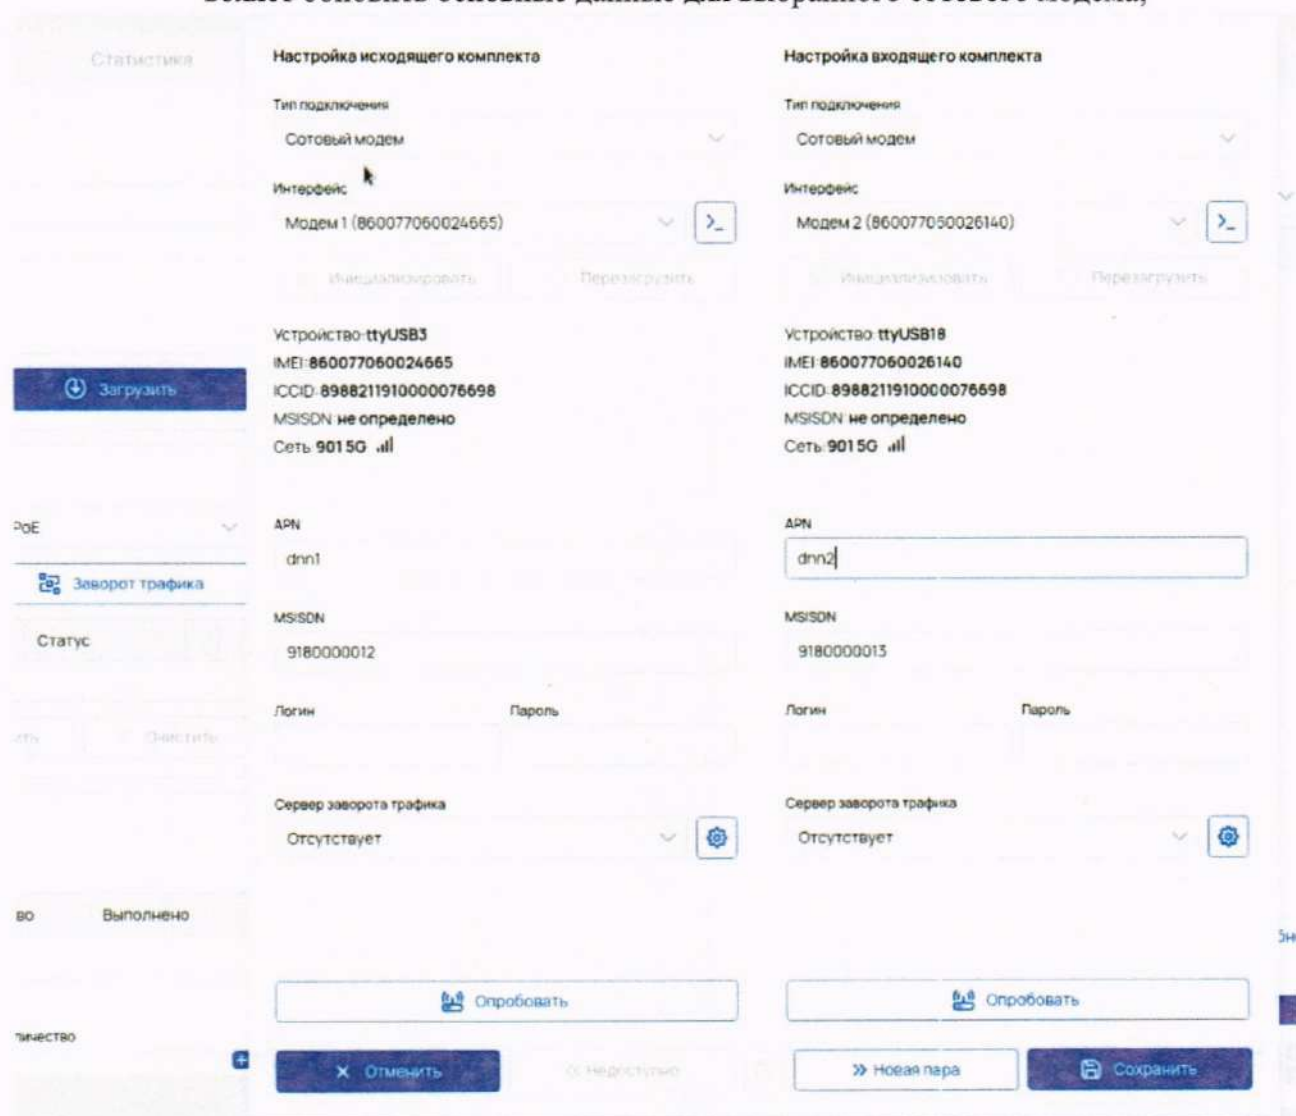 Статистика
Настройка исходящего комплекта
Настройка входящего комплекта
Тип подключения
Тип подключения
Сотовый модем
Сотовый модем
Интерфейс
Интерфейс
Модем 1 (860077060024665)
Модем 2 (860077060026140)
Инициализировать
Перезагрузить
Инициализировать
Перезагрузить
Устройство: ttyUSB3
Устройство: ttyUSB18
IMEI: 860077060024665
IMEI: 860077060026140
Загрузить
ICCID: 8988211910000076698
ICCID: 8988211910000076698
MSISDN: не определено
MSISDN: не определено
Сеть: 901 5G
Сеть: 901 5G
PoE
APN
APN
dnn1
dnn2
Заворот трафика
MSISDN
MSISDN
Статус
9180000012
9180000013
Логин
Пароль
Логин
Пароль
Очистить
Сервер заворота трафика
Сервер заворота трафика
Отсутствует
Отсутствует
во
Выполнено
Опробовать
Опробовать
личество
Отменить
Недоступно
Новая пара
Сохранить